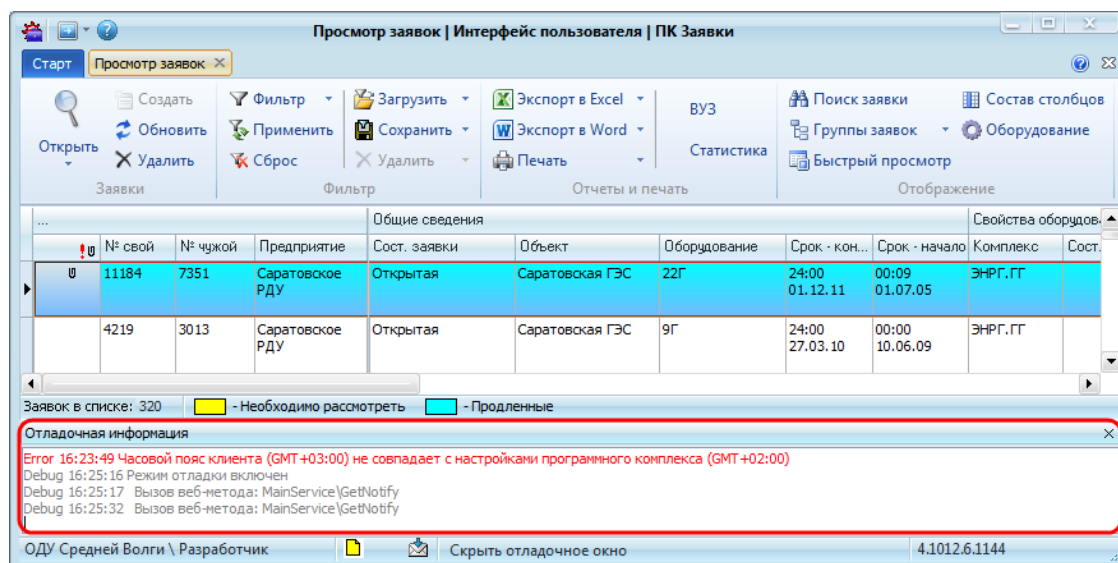 Просмотр заявок | Интерфейс пользователя | ПК Заявки
Старт Просмотр заявок
Создать Фильтр Загрузить Экспорт в Excel ВУЗ Поиск заявки Состав столбцов
Открыть Обновить Применить Сохранить Экспорт в Word Статистика Группы заявок Оборудование
Удалить Сброс Удалить Печать Быстрый просмотр
Заявки Фильтр Отчеты и печать Отображение
... Общие сведения Свойства оборудов
№ свой № чужой Предприятие Сост. заявки Объект Оборудование Срок - кон... Срок - начало Комплекс Сост.
11184 7351 Саратовское Открытая Саратовская ГЭС 22Г 24:00 00:09 ЭНРГ.ГГ
РДУ 01.12.11 01.07.05
4219 3013 Саратовское Открытая Саратовская ГЭС 9Г 24:00 00:00 ЭНРГ.ГГ
РДУ 27.03.10 10.06.09
Заявок в списке: 320 - Необходимо рассмотреть - Продленные
Отладочная информация
Error 16:23:49 Часовой пояс клиента (GMT+03:00) не совпадает с настройками программного комплекса (GMT+02:00)
Debug 16:25:16 Режим отладки включен
Debug 16:25:17 Вызов веб-метода: MainService\GetNotify
Debug 16:25:32 Вызов веб-метода: MainService\GetNotify
ОДУ Средней Волги \ Разработчик Скрыть отладочное окно 4.1012.6.1144